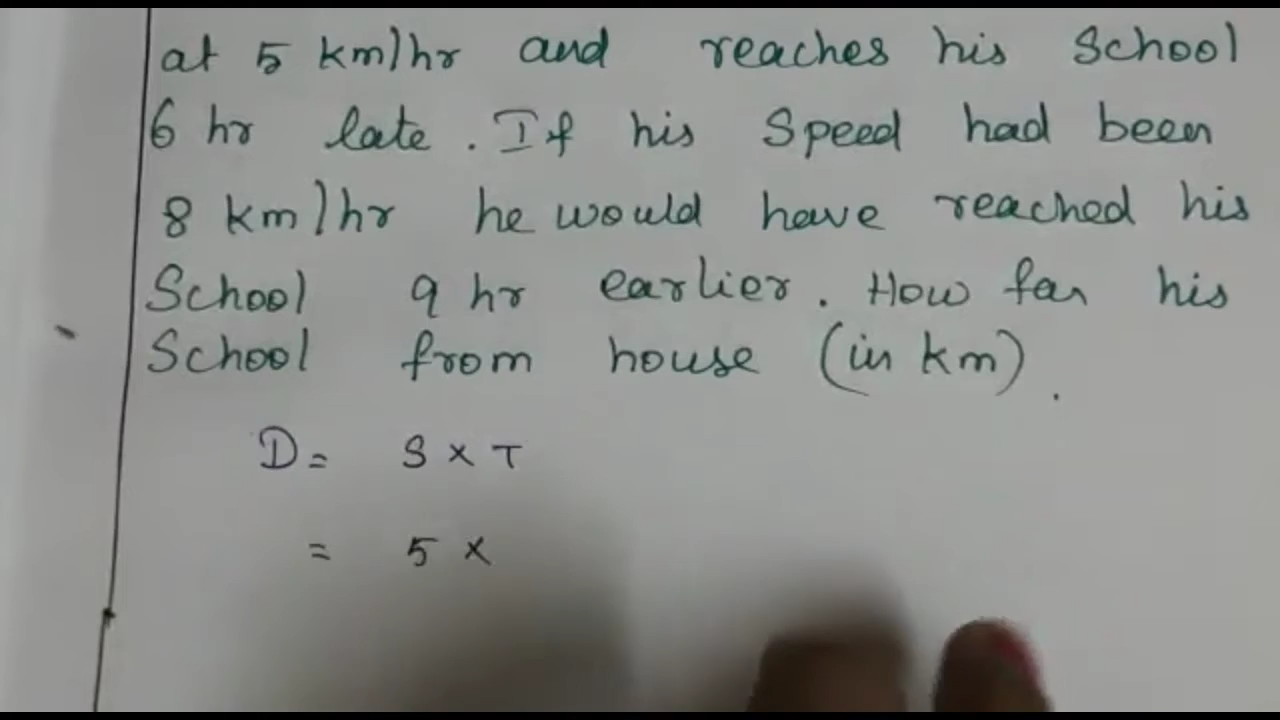 at 5 km/hr and reaches his School
6 hr late. If his Speed had been
8 km/hr he would have reached his
School 9 hr earlier. How far his
School from house (in km).
D = S × T
= 5 ×